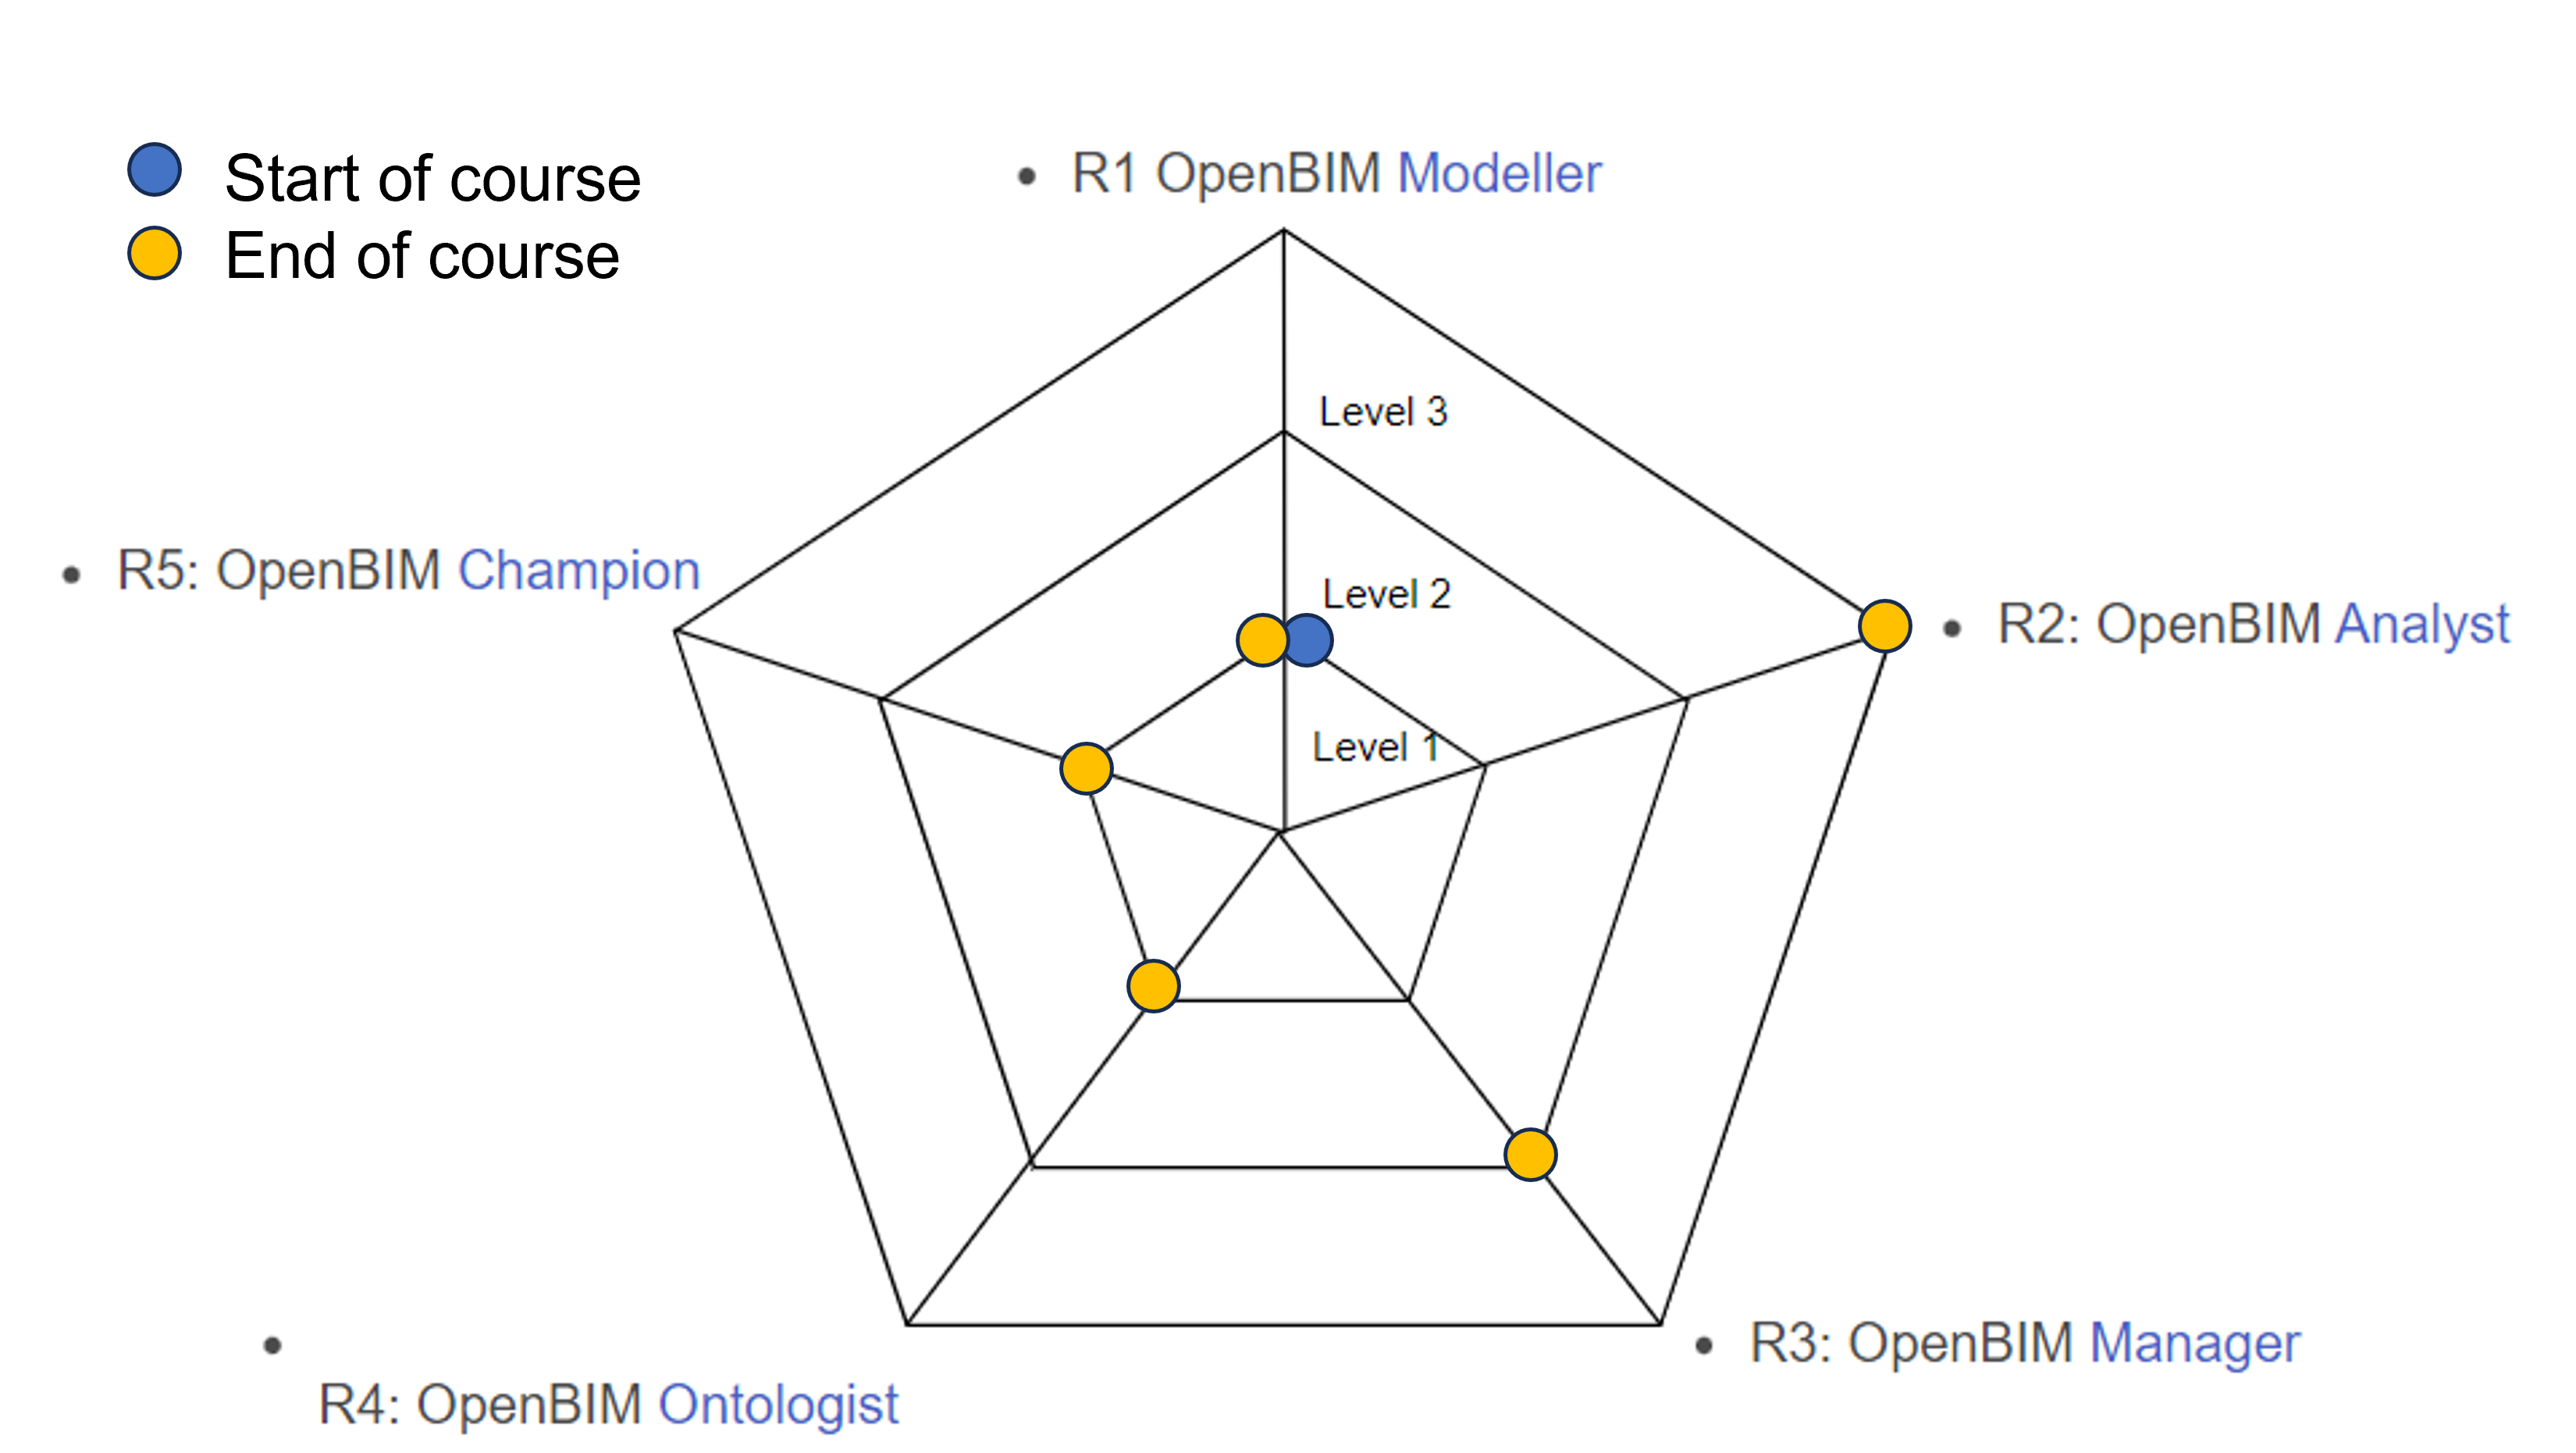 Start of course
End of course
• R1 OpenBIM Modeller
Level 3
• R5: OpenBIM Champion
Level 2
• R2: OpenBIM Analyst
Level 1
• R3: OpenBIM Manager
•
R4: OpenBIM Ontologist